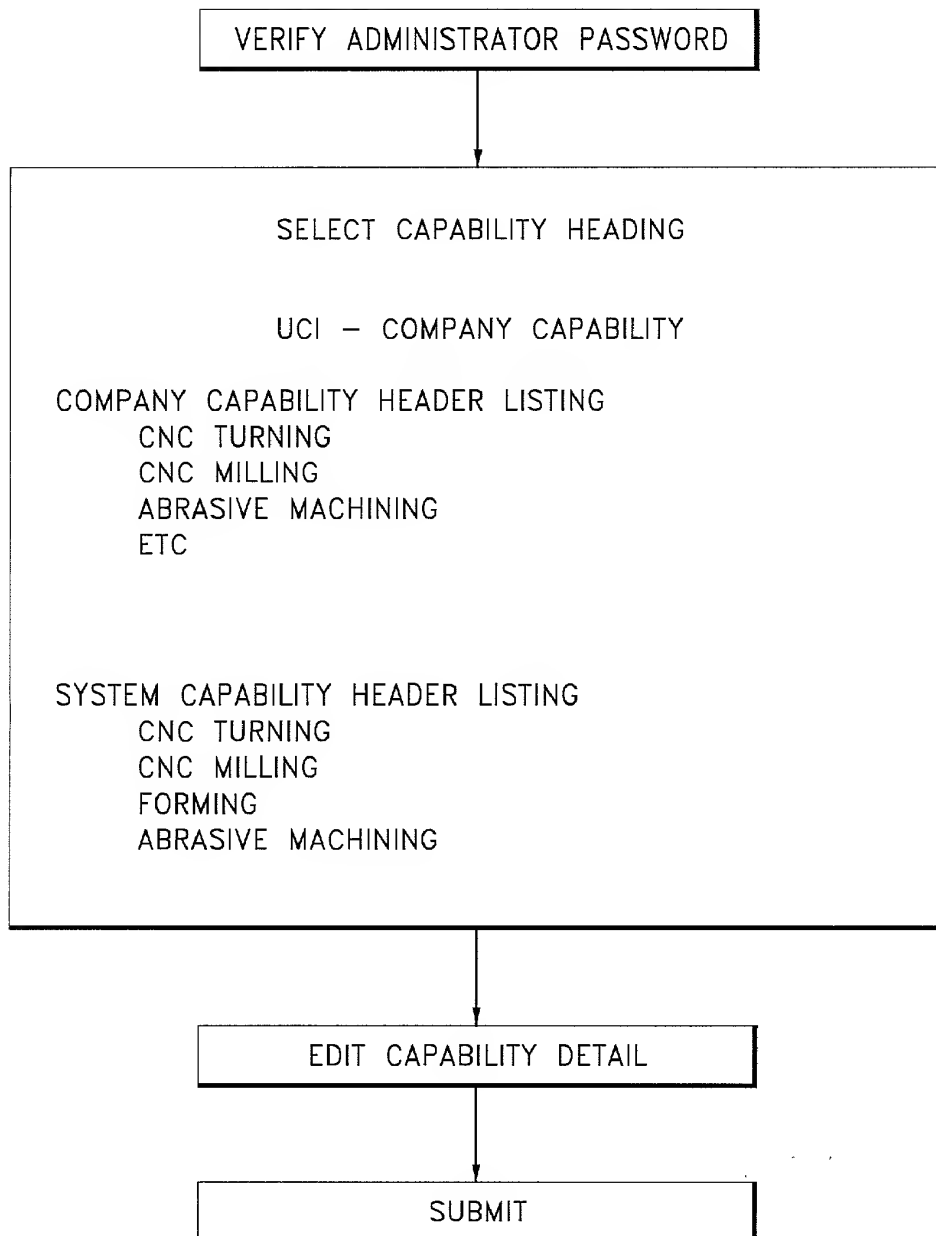 VERIFY ADMINISTRATOR PASSWORD
SELECT CAPABILITY HEADING
UCI – COMPANY CAPABILITY
COMPANY CAPABILITY HEADER LISTING
CNC TURNING
CNC MILLING
ABRASIVE MACHINING
ETC
SYSTEM CAPABILITY HEADER LISTING
CNC TURNING
CNC MILLING
FORMING
ABRASIVE MACHINING
EDIT CAPABILITY DETAIL
SUBMIT